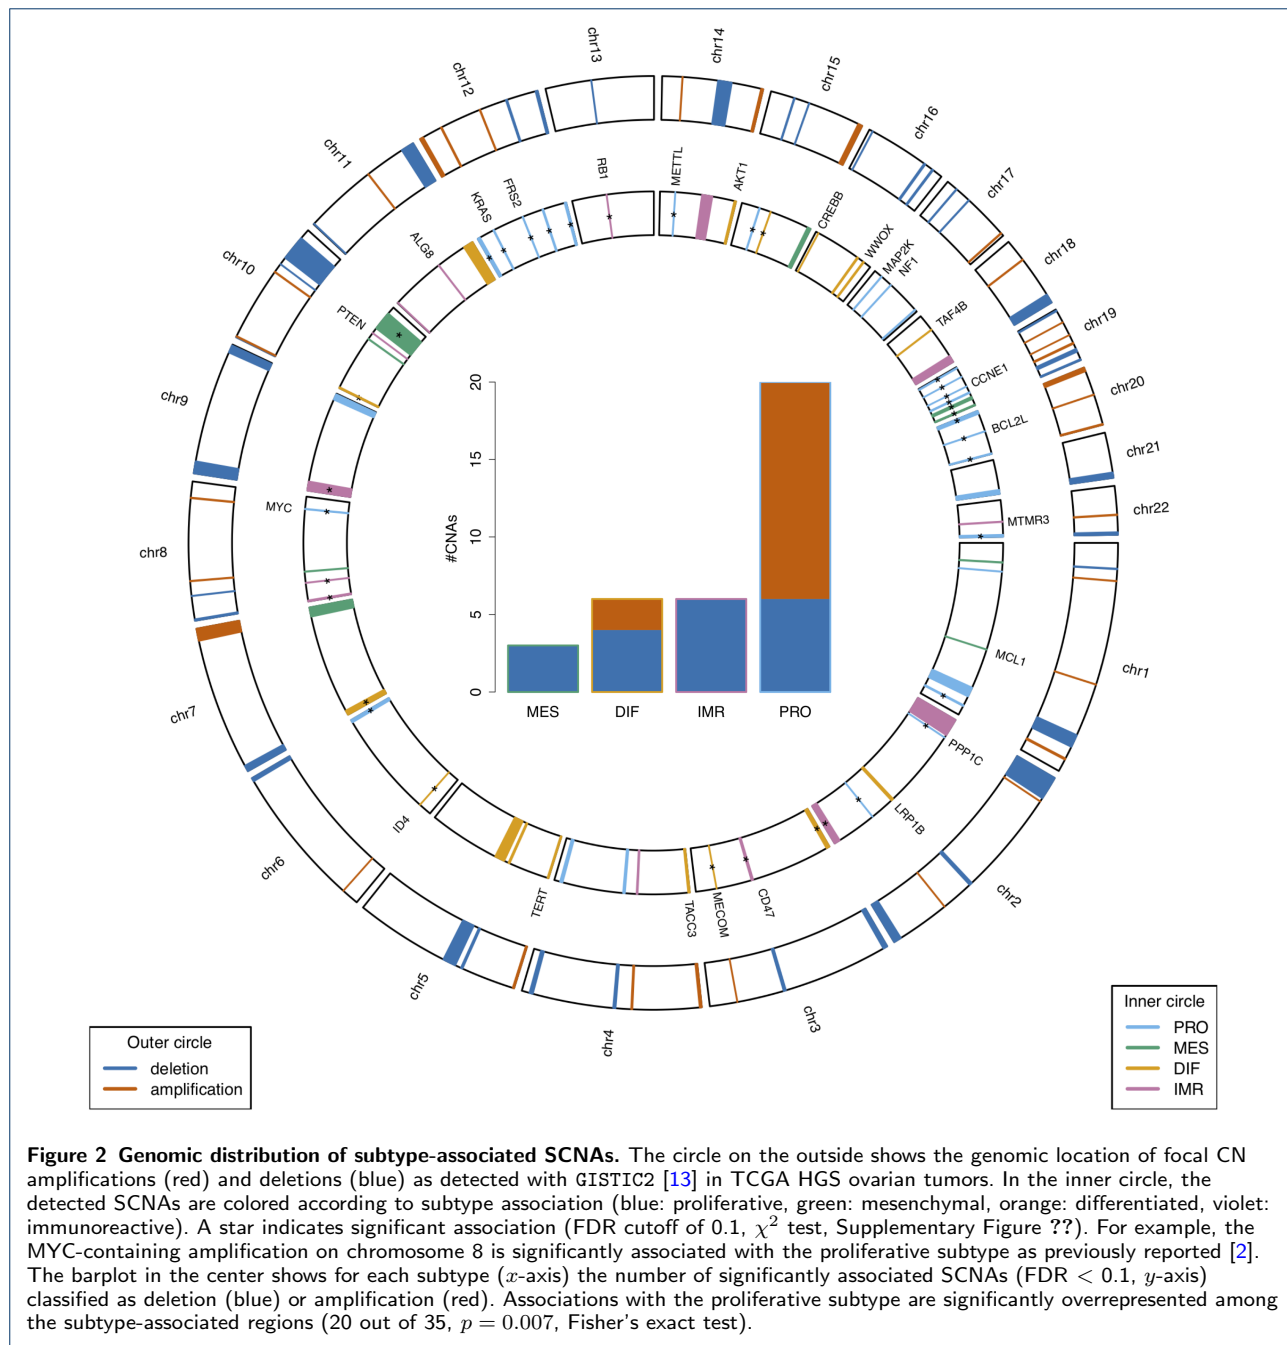 chr13
chr14
chr12
chr15
chr16
chr11
chr17
chr10
chr18
chr19
chr9
chr20
chr21
chr8
chr22
chr7
chr1
chr6
chr2
chr5
chr3
chr4
RB1
METTL
FRS2
AKT1
KRAS
CREBB
ALG8
WWOX
MAP2K
NF1
PTEN
TAF4B
CCNE1
BCL2L
MYC
MTMR3
MCL1
PPP1C
LRP1B
ID4
TERT
TACC3
MECOM
CD47
#CNAs
20
15
10
5
0
MES DIF IMR PRO
Outer circle
deletion
amplification
Inner circle
PRO
MES
DIF
IMR
Figure 2 Genomic distribution of subtype-associated SCNAs. The circle on the outside shows the genomic location of focal CN
amplifications (red) and deletions (blue) as detected with GISTIC2 [13] in TCGA HGS ovarian tumors. In the inner circle, the
detected SCNAs are colored according to subtype association (blue: proliferative, green: mesenchymal, orange: differentiated, violet:
immunoreactive). A star indicates significant association (FDR cutoff of 0.1, χ² test, Supplementary Figure ??). For example, the
MYC-containing amplification on chromosome 8 is significantly associated with the proliferative subtype as previously reported [2].
The barplot in the center shows for each subtype (x-axis) the number of significantly associated SCNAs (FDR < 0.1, y-axis)
classified as deletion (blue) or amplification (red). Associations with the proliferative subtype are significantly overrepresented among
the subtype-associated regions (20 out of 35, p = 0.007, Fisher's exact test).